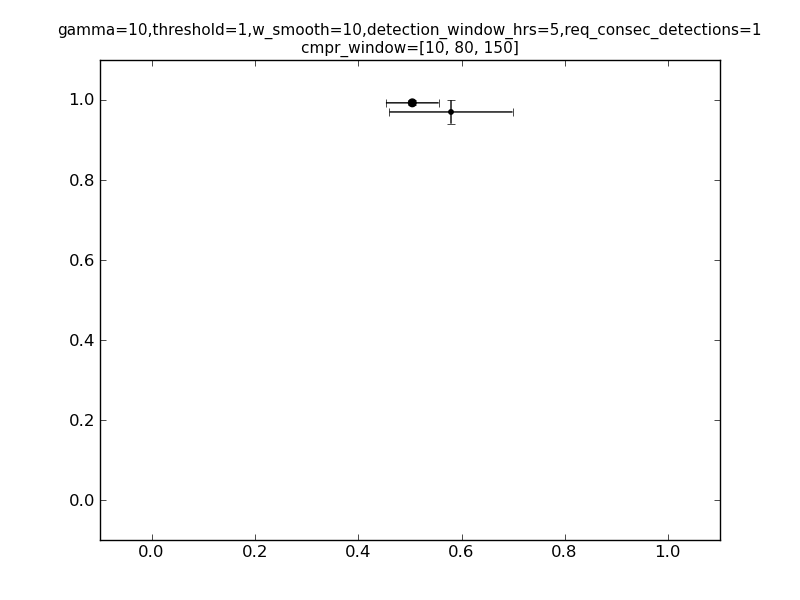 gamma=10,threshold=1,w_smooth=10,detection_window_hrs=5,req_consec_detections=1
cmpr_window=[10, 80, 150]
1.0
0.8
0.6
0.4
0.2
0.0
0.0 0.2 0.4 0.6 0.8 1.0